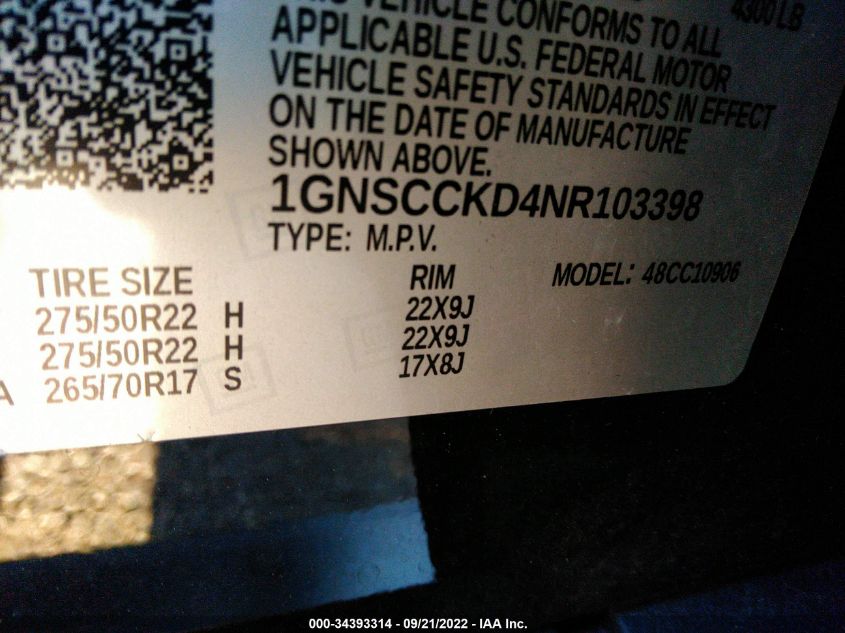 VEHICLE CONFORMS TO ALL
4300 LB
APPLICABLE U.S. FEDERAL MOTOR
VEHICLE SAFETY STANDARDS IN EFFECT
ON THE DATE OF MANUFACTURE
SHOWN ABOVE.
1GNSCCKD4NR103398
TYPE: M.P.V.
TIRE SIZE RIM MODEL: 48CC10906
275/50R22 H 22X9J
275/50R22 H 22X9J
A 265/70R17 S 17X8J
000-34393314 - 09/21/2022 - IAA Inc.